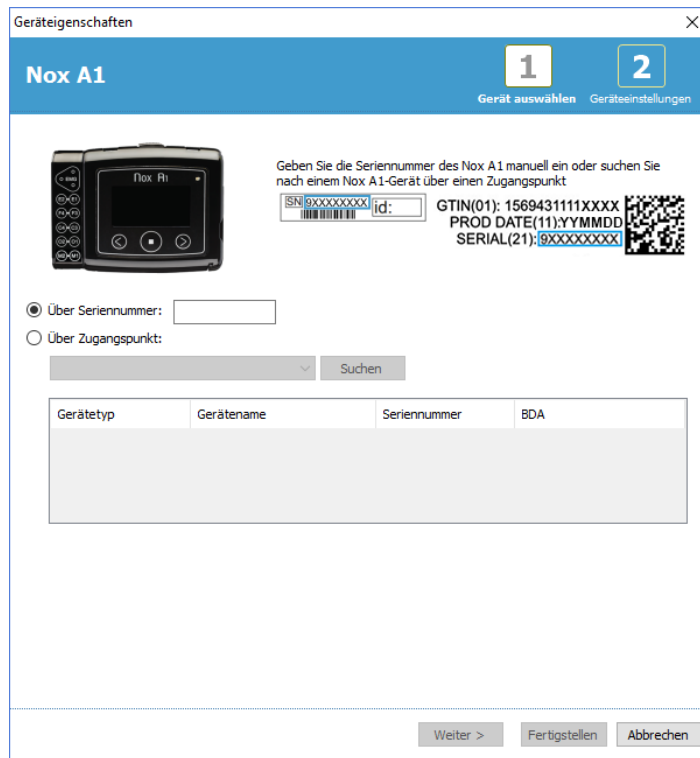 Geräteigenschaften
Nox A1
1
Gerät auswählen
2
Geräteeinstellungen
Nox A1
Geben Sie die Seriennummer des Nox A1 manuell ein oder suchen Sie
nach einem Nox A1-Gerät über einen Zugangspunkt
SN 9XXXXXXXX id:
GTIN(01): 1569431111XXXX
PROD DATE(11):YYMMDD
SERIAL(21): 9XXXXXXXX
Über Seriennummer:
Über Zugangspunkt:
Suchen
Gerätetyp Gerätename Seriennummer BDA
Weiter > Fertigstellen Abbrechen